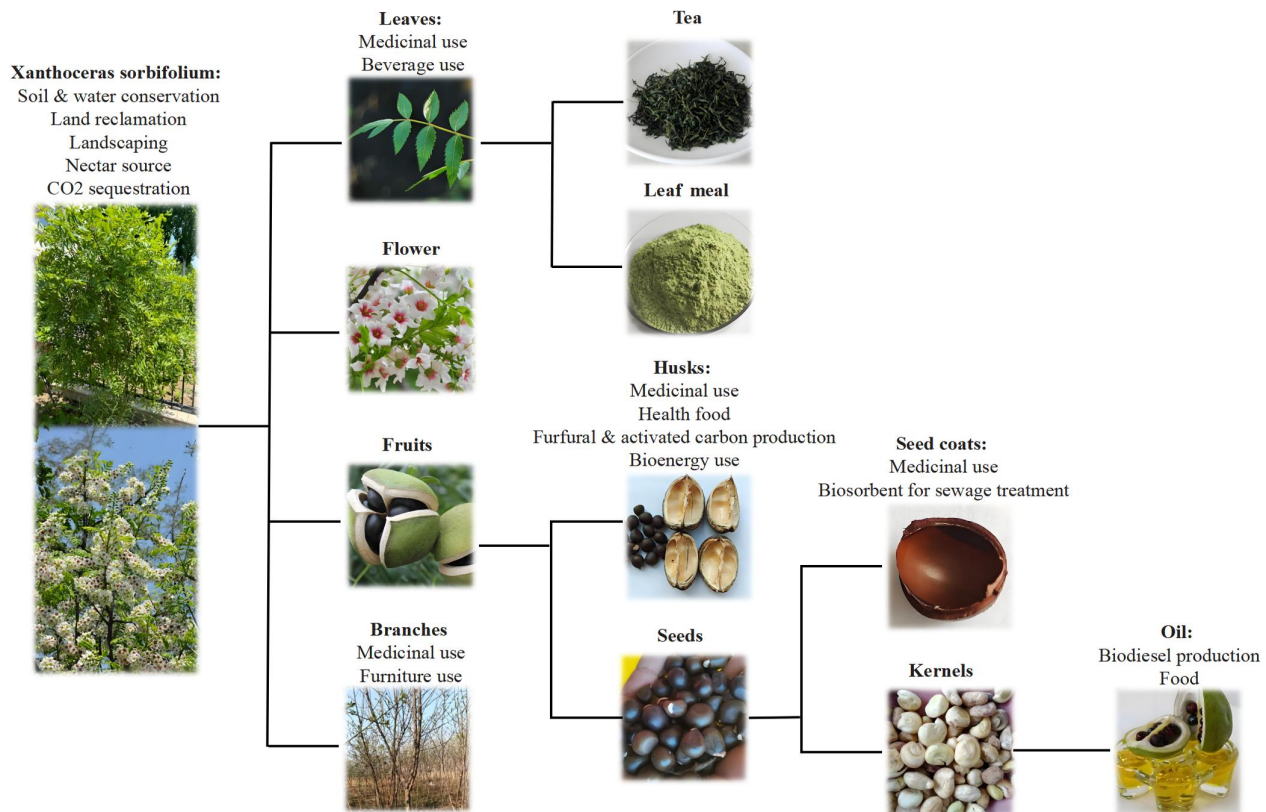 Xanthoceras sorbifolium:
Soil & water conservation
Land reclamation
Landscaping
Nectar source
CO2 sequestration
Leaves:
Medicinal use
Beverage use
Tea
Leaf meal
Flower
Fruits
Husks:
Medicinal use
Health food
Furfural & activated carbon production
Bioenergy use
Seed coats:
Medicinal use
Biosorbent for sewage treatment
Branches
Medicinal use
Furniture use
Seeds
Kernels
Oil:
Biodiesel production
Food